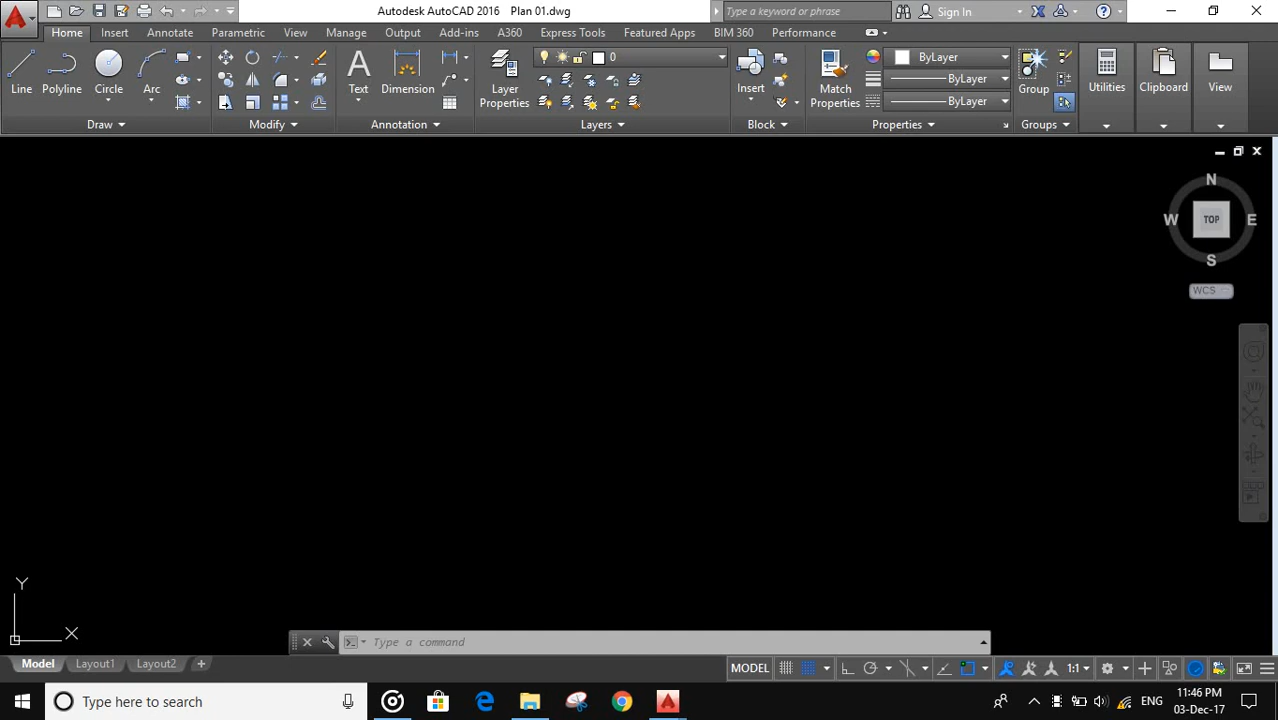 Autodesk AutoCAD 2016 Plan 01.dwg
Type a keyword or phrase
Sign In
Home Insert Annotate Parametric View Manage Output Add-ins A360 Express Tools Featured Apps BIM 360 Performance
Line Polyline Circle Arc
Text Dimension
Layer Properties
0
Insert
Match Properties
ByLayer
ByLayer
ByLayer
Group
Utilities Clipboard View
Draw Modify Annotation Layers Block Properties Groups
N
W TOP E
S
WCS
Y
X
Type a command
Model Layout1 Layout2
MODEL 1:1
Type here to search
ENG
11:46 PM
03-Dec-17